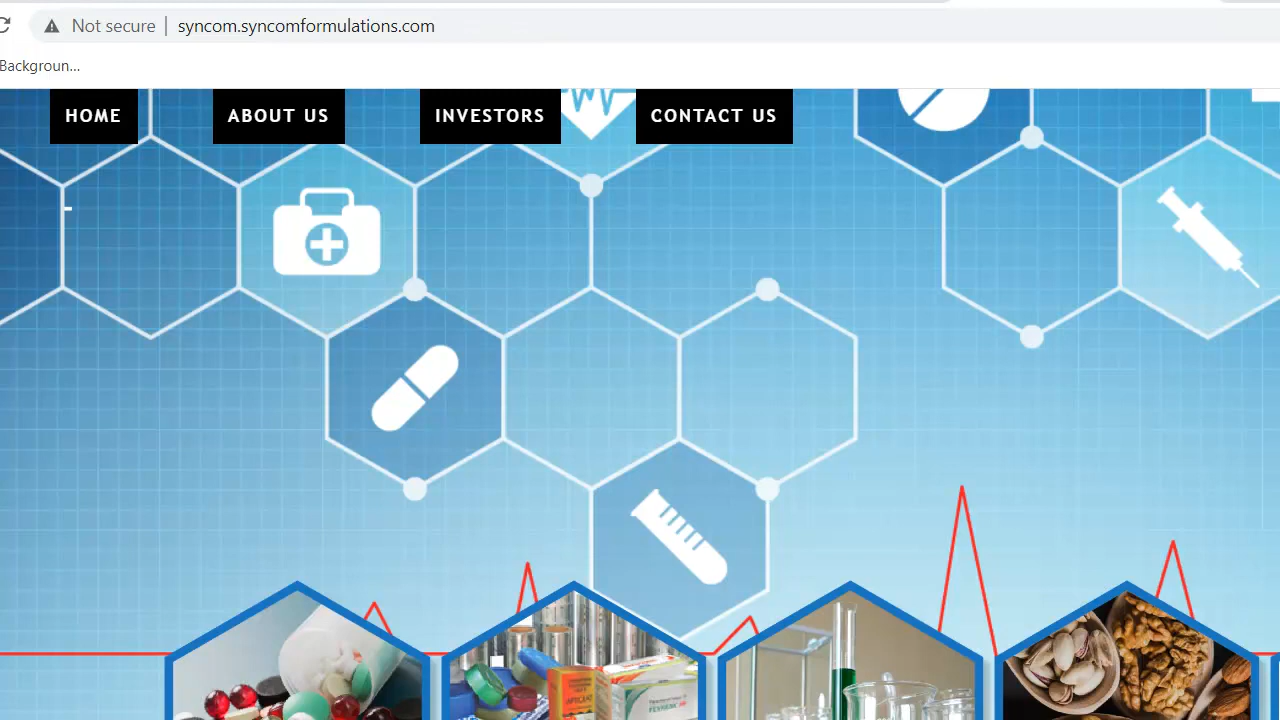 Not secure | syncom.syncomformulations.com
Backgroun...
HOME ABOUT US INVESTORS CONTACT US